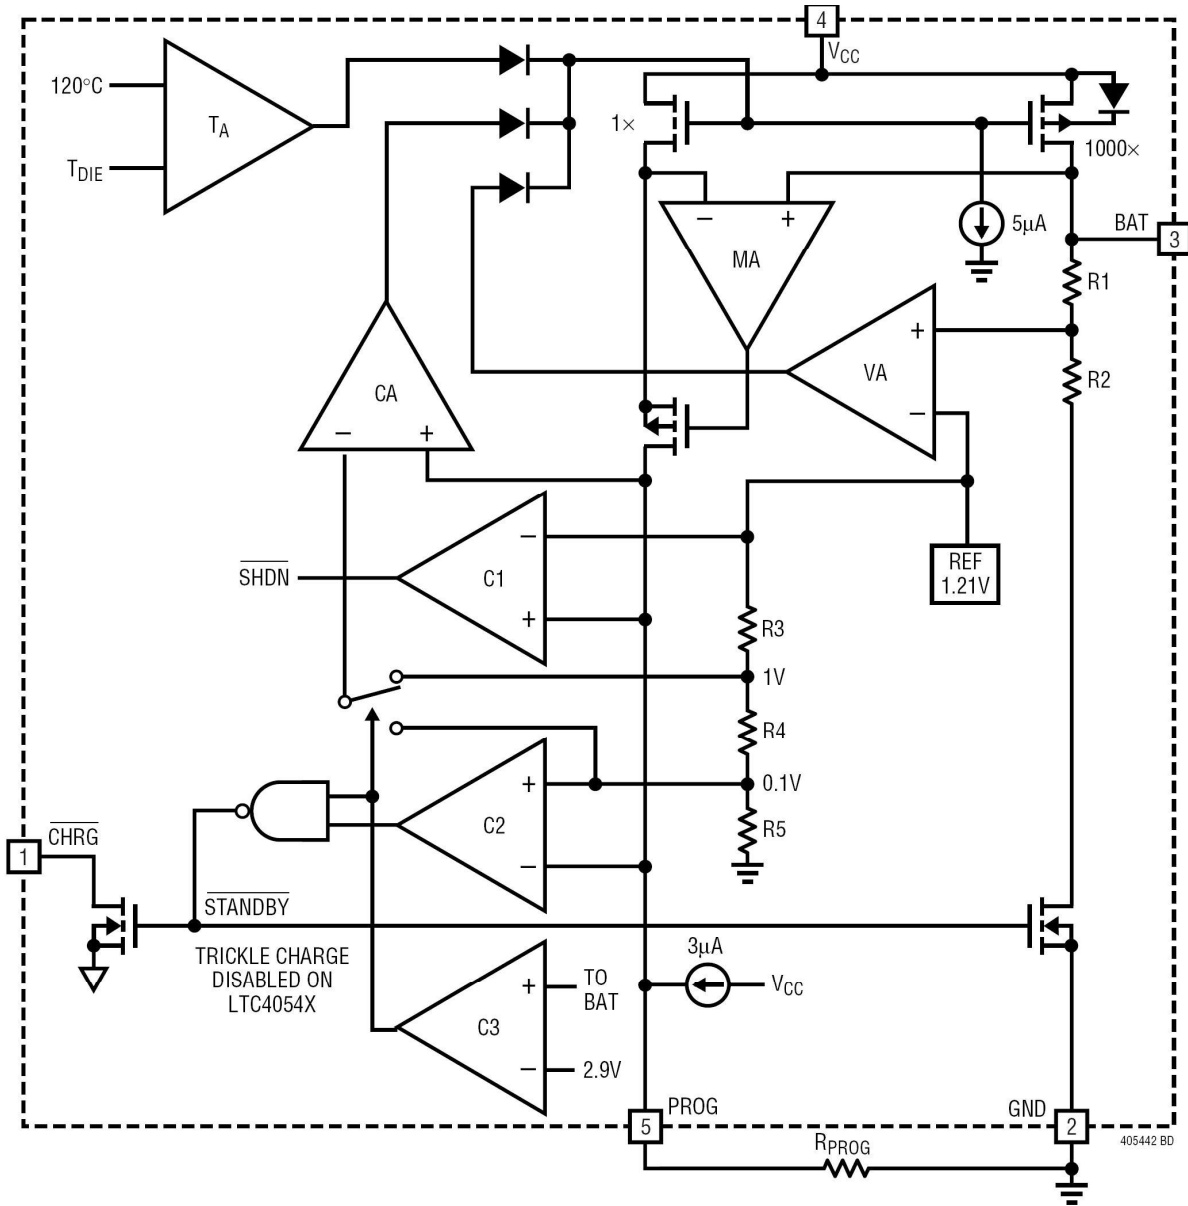 4
VCC
120°C
TA
TDIE
1×
1000×
–
+
MA
5µA
BAT
3
R1
+
VA
–
R2
CA
–
+
REF
1.21V
SHDN
–
C1
+
R3
1V
R4
0.1V
R5
+
C2
–
CHRG
1
STANDBY
TRICKLE CHARGE
DISABLED ON
LTC4054X
3µA
VCC
+
TO
BAT
C3
–
2.9V
PROG
5
GND
2
RPROG
405442 BD